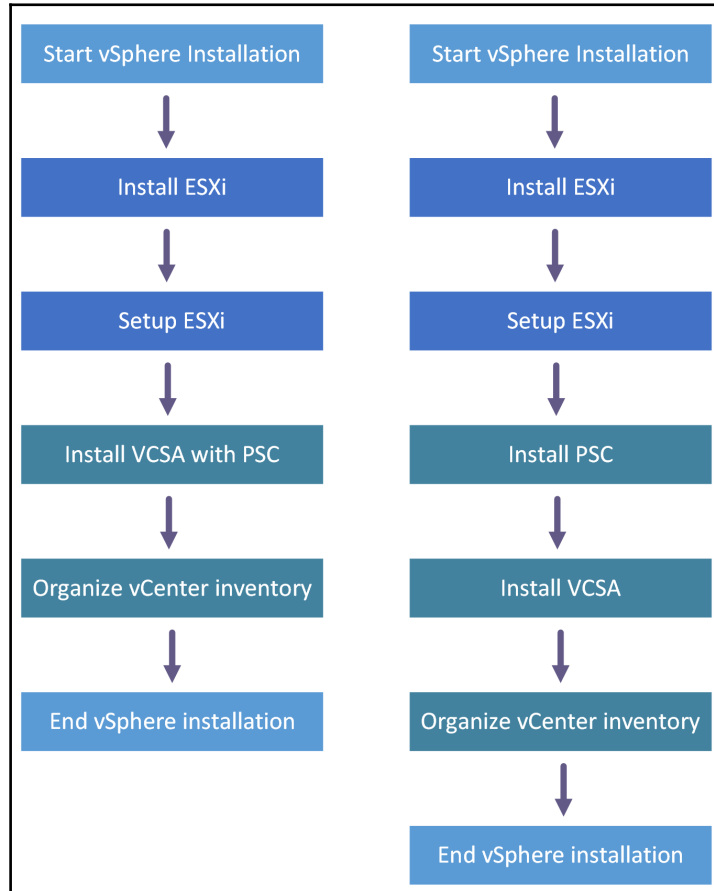 Start vSphere Installation
Install ESXi
Setup ESXi
Install VCSA with PSC
Organize vCenter inventory
End vSphere installation
Start vSphere Installation
Install ESXi
Setup ESXi
Install PSC
Install VCSA
Organize vCenter inventory
End vSphere installation